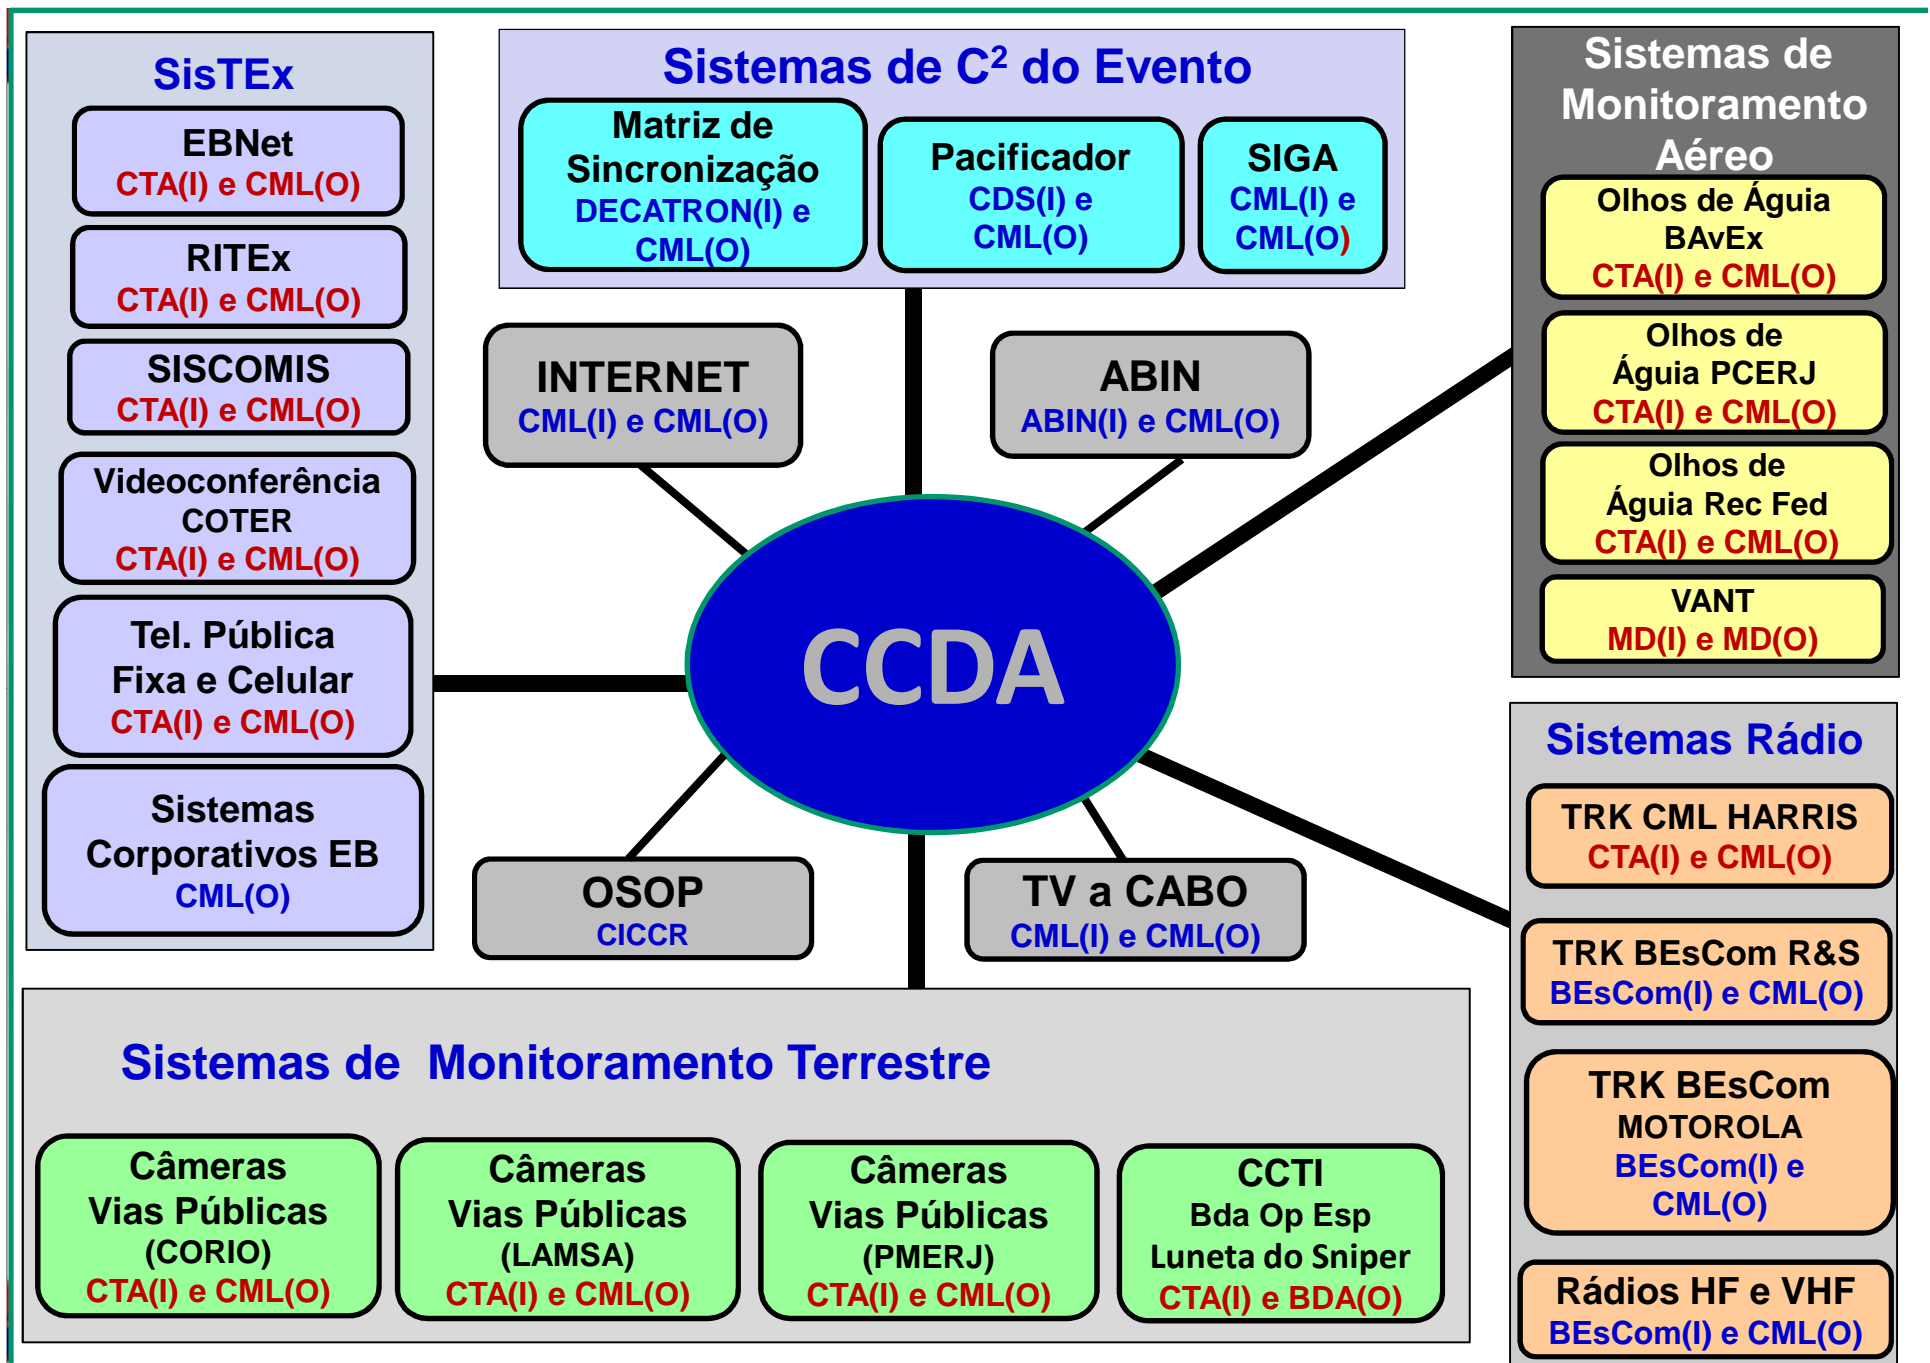 SisTEx
EBNet
CTA(I) e CML(O)
RITEx
CTA(I) e CML(O)
SISCOMIS
CTA(I) e CML(O)
Videoconferência
COTER
CTA(I) e CML(O)
Tel. Pública
Fixa e Celular
CTA(I) e CML(O)
Sistemas
Corporativos EB
CML(O)
Sistemas de C² do Evento
Matriz de
Sincronização
DECATRON(I) e
CML(O)
Pacificador
CDS(I) e
CML(O)
SIGA
CML(I) e
CML(O)
INTERNET
CML(I) e CML(O)
ABIN
ABIN(I) e CML(O)
CCDA
OSOP
CICCR
TV a CABO
CML(I) e CML(O)
Sistemas de
Monitoramento
Aéreo
Olhos de Águia
BAvEx
CTA(I) e CML(O)
Olhos de
Águia PCERJ
CTA(I) e CML(O)
Olhos de
Águia Rec Fed
CTA(I) e CML(O)
VANT
MD(I) e MD(O)
Sistemas Rádio
TRK CML HARRIS
CTA(I) e CML(O)
TRK BEsCom R&S
BEsCom(I) e CML(O)
TRK BEsCom
MOTOROLA
BEsCom(I) e
CML(O)
Rádios HF e VHF
BEsCom(I) e CML(O)
Sistemas de  Monitoramento Terrestre
Câmeras
Vias Públicas
(CORIO)
CTA(I) e CML(O)
Câmeras
Vias Públicas
(LAMSA)
CTA(I) e CML(O)
Câmeras
Vias Públicas
(PMERJ)
CTA(I) e CML(O)
CCTI
Bda Op Esp
Luneta do Sniper
CTA(I) e BDA(O)